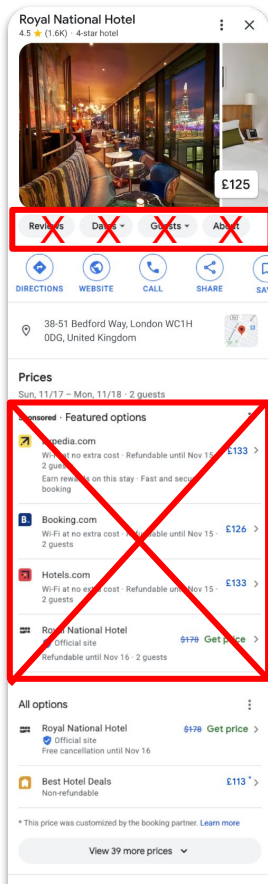 Royal National Hotel
4.5 ★ (1.6K) · 4-star hotel
£125
Reviews Dates Guests About
DIRECTIONS WEBSITE CALL SHARE SA
38-51 Bedford Way, London WC1H
0DG, United Kingdom
Prices
Sun, 11/17 – Mon, 11/18 · 2 guests
Sponsored · Featured options
Expedia.com
Wi-Fi at no extra cost · Refundable until Nov 15 ·
2 guests
£133
Earn rewards on this stay · Fast and secure
booking
B.
Booking.com
Wi-Fi at no extra cost · Refundable until Nov 15 ·
2 guests
£126
Hotels.com
Wi-Fi at no extra cost · Refundable until Nov 15 ·
2 guests
£133
Royal National Hotel
Official site
$178 Get price
Refundable until Nov 16 · 2 guests
All options
Royal National Hotel
$178 Get price
Official site
Free cancellation until Nov 16
Best Hotel Deals
£113 *
Non-refundable
* This price was customized by the booking partner. Learn more
View 39 more prices